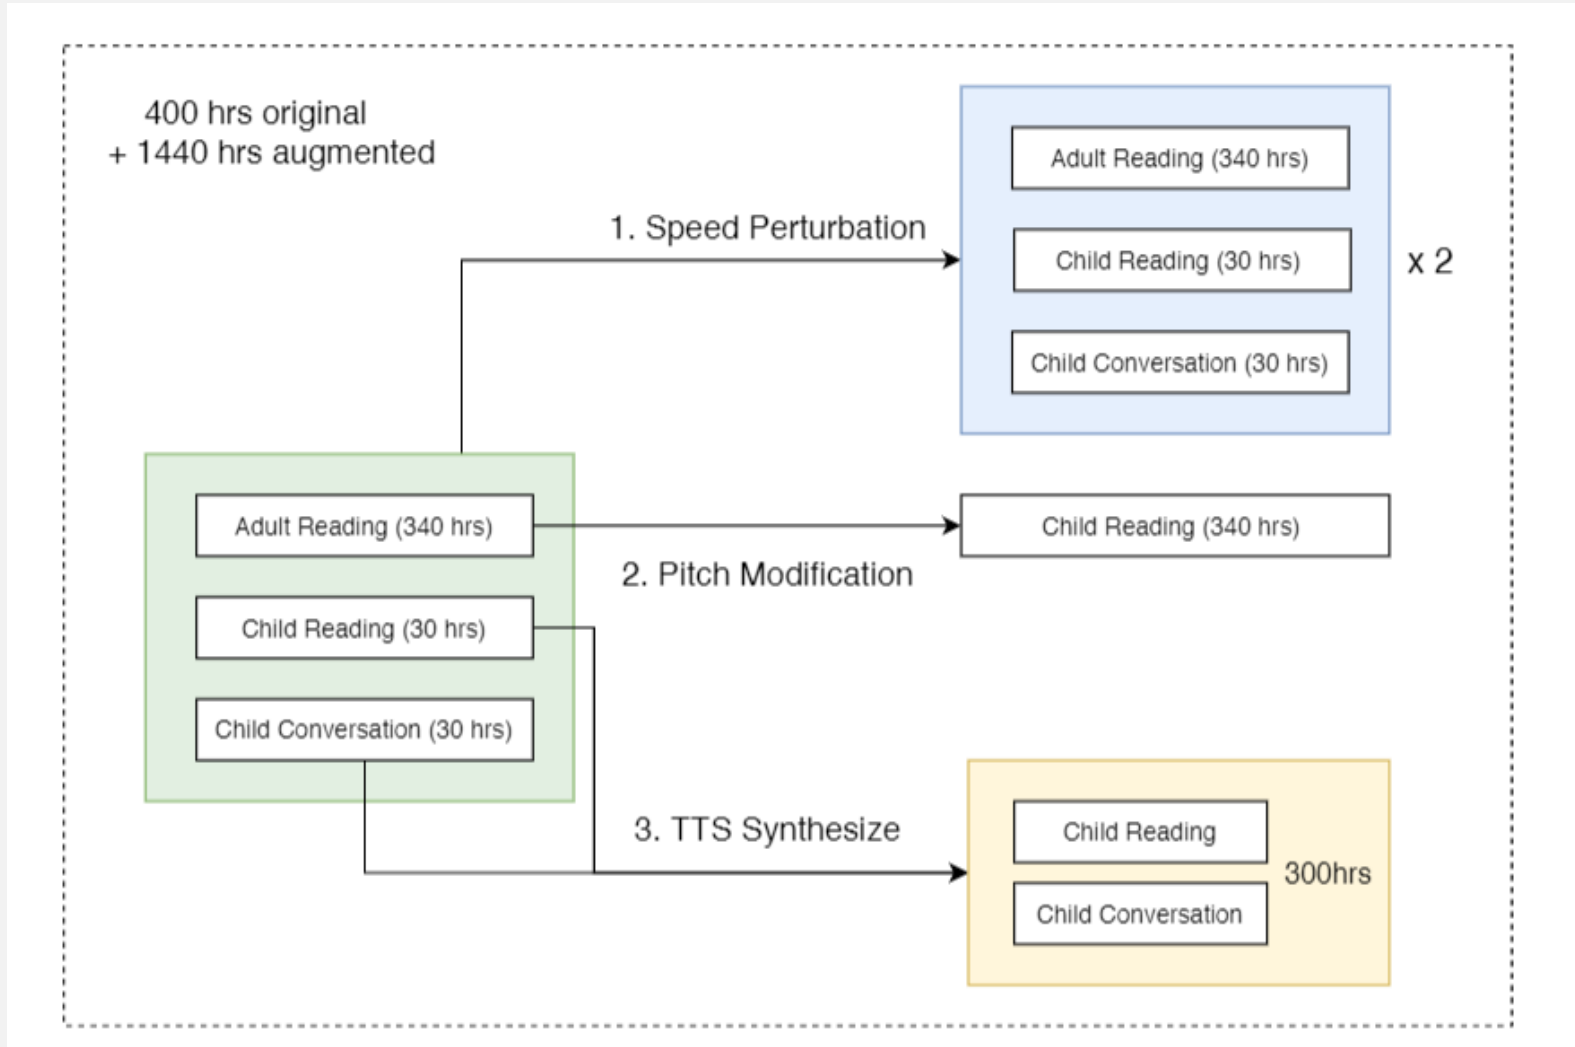 400 hrs original
+ 1440 hrs augmented
Adult Reading (340 hrs)
1. Speed Perturbation
Child Reading (30 hrs)
x 2
Child Conversation (30 hrs)
Adult Reading (340 hrs)
Child Reading (340 hrs)
2. Pitch Modification
Child Reading (30 hrs)
Child Conversation (30 hrs)
3. TTS Synthesize
Child Reading
300hrs
Child Conversation